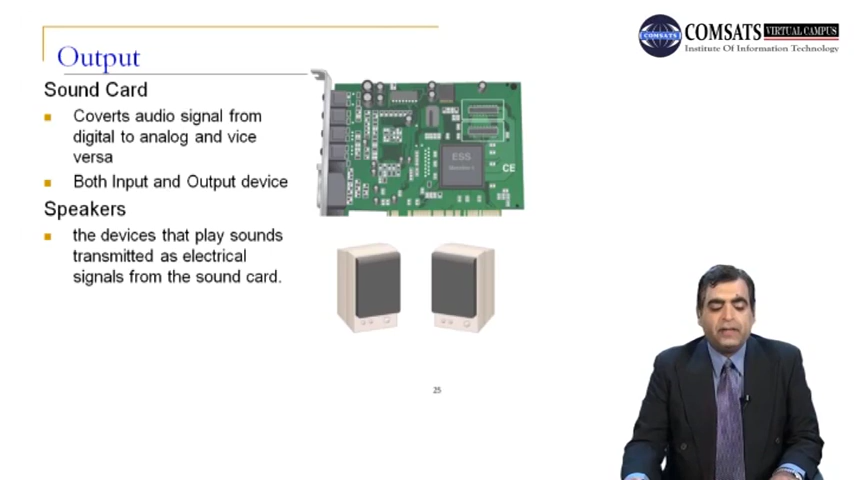 COMSATS
COMSATS VIRTUAL CAMPUS
Institute Of Information Technology
Output
Sound Card
Coverts audio signal from
digital to analog and vice
versa
Both Input and Output device
Speakers
the devices that play sounds
transmitted as electrical
signals from the sound card.
ESS
CE
25